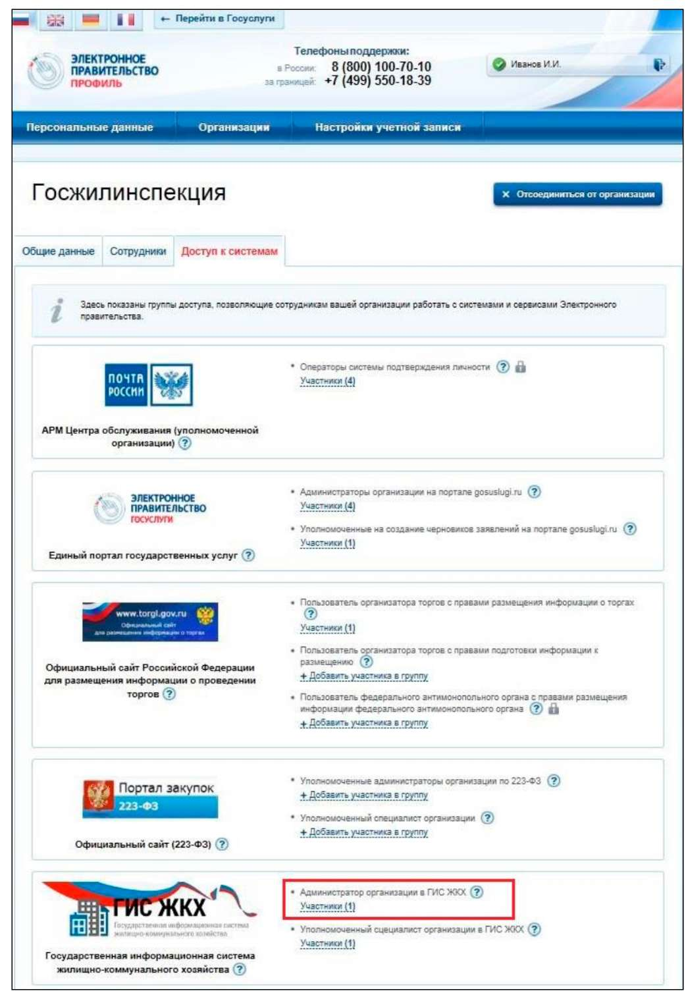 ← Перейти в Госуслуги
ЭЛЕКТРОННОЕ
ПРАВИТЕЛЬСТВО
ПРОФИЛЬ
Телефоны поддержки:
в России: 8 (800) 100-70-10
за границей: +7 (499) 550-18-39
Иванов И.И.
Персональные данные Организации Настройки учетной записи
Госжилинспекция
× Отсоединиться от организации
Общие данные Сотрудники Доступ к системам
Здесь показаны группы доступа, позволяющие сотрудникам вашей организации работать с системами и сервисами Электронного
правительства.
ПОЧТА
РОССИИ
АРМ Центра обслуживания (уполномоченной
организации) ?
• Операторы системы подтверждения личности ?
Участники (4)
ЭЛЕКТРОННОЕ
ПРАВИТЕЛЬСТВО
ГОСУСЛУГИ
Единый портал государственных услуг ?
• Администраторы организации на портале gosuslugi.ru ?
Участники (4)
• Уполномоченные на создание черновиков заявлений на портале gosuslugi.ru ?
Участники (1)
www.torgi.gov.ru
Официальный сайт
для размещения информации о торгах
Официальный сайт Российской Федерации
для размещения информации о проведении
торгов ?
• Пользователь организатора торгов с правами размещения информации о торгах
?
Участники (1)
• Пользователь организатора торгов с правами подготовки информации к
размещению ?
+ Добавить участника в группу
• Пользователь федерального антимонопольного органа с правами размещения
информации федерального антимонопольного органа ?
+ Добавить участника в группу
Портал закупок
223-ФЗ
Официальный сайт (223-ФЗ) ?
• Уполномоченные администраторы организации по 223-ФЗ ?
+ Добавить участника в группу
• Уполномоченный специалист организации ?
+ Добавить участника в группу
ГИС ЖКХ
Государственная информационная система
жилищно-коммунального хозяйства
Государственная информационная система
жилищно-коммунального хозяйства ?
• Администратор организации в ГИС ЖКХ ?
Участники (1)
• Уполномоченный сцециалист организации в ГИС ЖКХ ?
Участники (1)